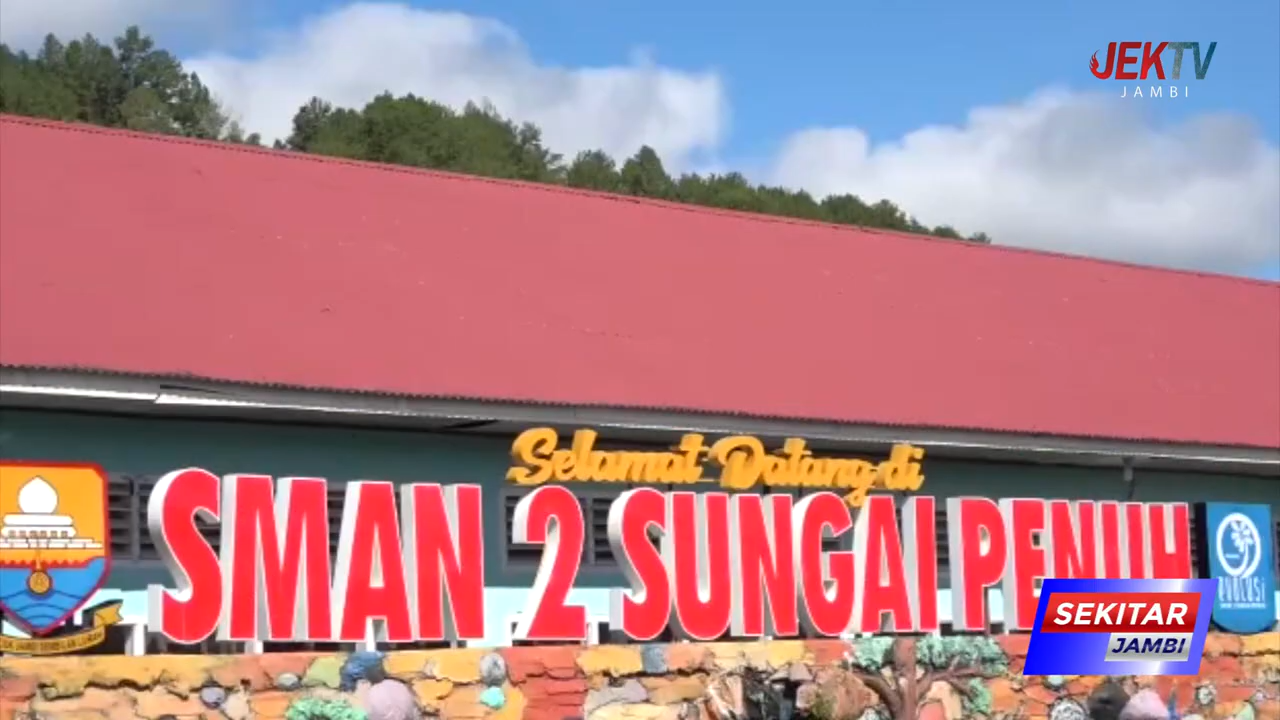 JEKTV
JAMBI
Selamat Datang di
SMAN 2 SUNGAI PENUH
SEKITAR
JAMBI